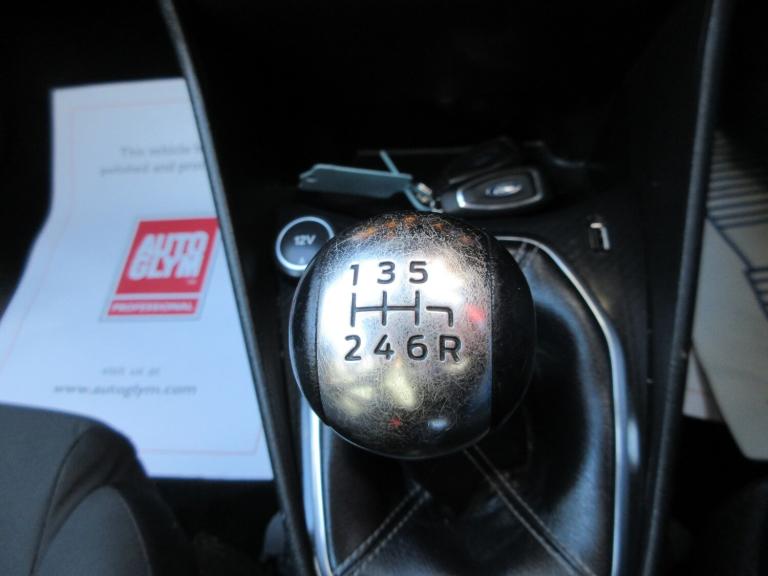 This vehicle
polished and
AUTO
GLYM
PROFESSIONAL
visit us at
www.autoglym.com
12V
1 3 5
2 4 6 R